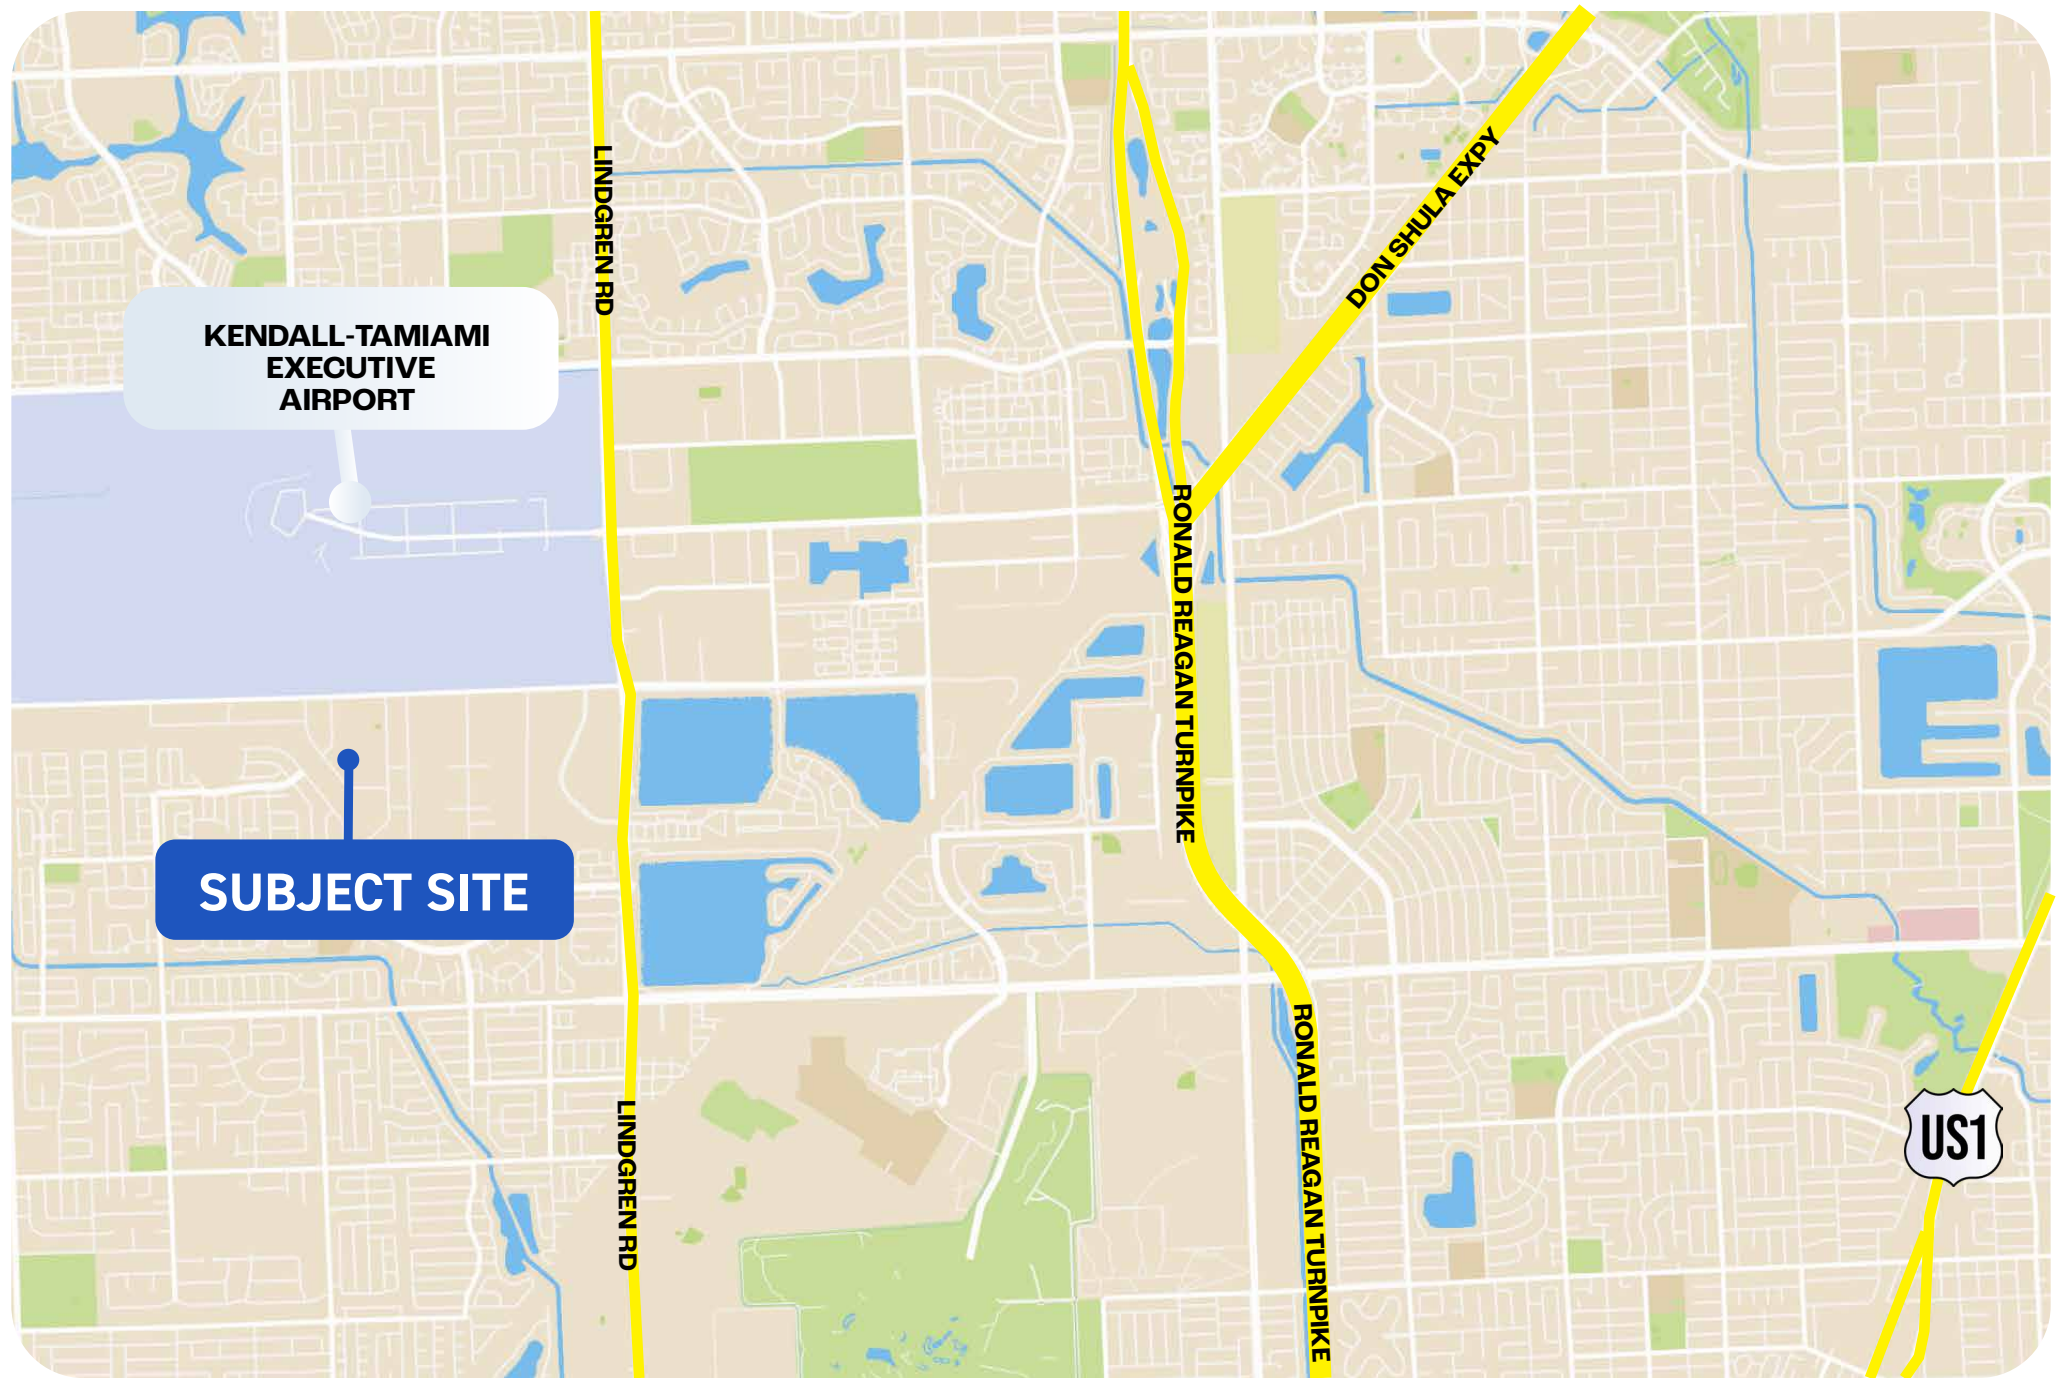 LINDGREN RD
DON SHULA EXPY
KENDALL-TAMIAMI
EXECUTIVE
AIRPORT
RONALD REAGAN TURNPIKE
SUBJECT SITE
RONALD REAGAN TURNPIKE
LINDGREN RD
US1